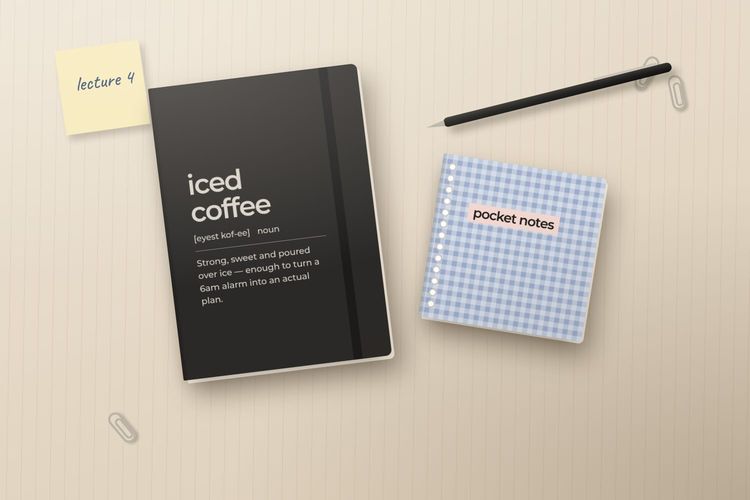 lecture 4
iced
coffee
[eyest kof-ee] noun
Strong, sweet and poured
over ice — enough to turn a
6am alarm into an actual
plan.
pocket notes